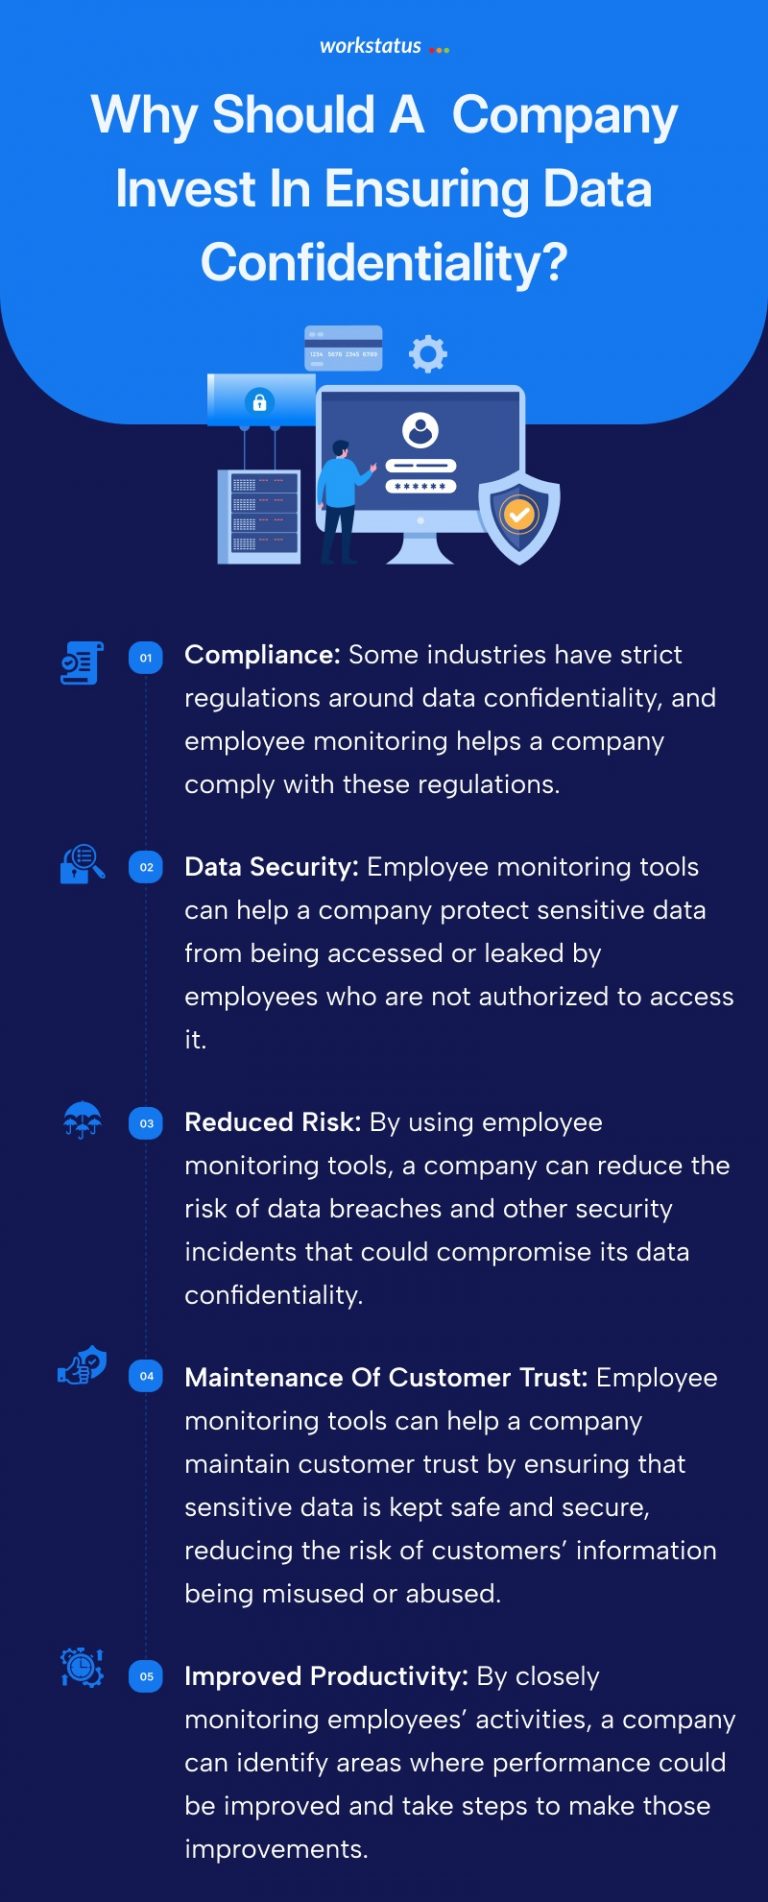 workstatus
Why Should A Company
Invest In Ensuring Data
Confidentiality?
1234 5678 2345 6789
******
01
Compliance: Some industries have strict
regulations around data confidentiality, and
employee monitoring helps a company
comply with these regulations.
02
Data Security: Employee monitoring tools
can help a company protect sensitive data
from being accessed or leaked by
employees who are not authorized to access
it.
03
Reduced Risk: By using employee
monitoring tools, a company can reduce the
risk of data breaches and other security
incidents that could compromise its data
confidentiality.
04
Maintenance Of Customer Trust: Employee
monitoring tools can help a company
maintain customer trust by ensuring that
sensitive data is kept safe and secure,
reducing the risk of customers’ information
being misused or abused.
05
Improved Productivity: By closely
monitoring employees’ activities, a company
can identify areas where performance could
be improved and take steps to make those
improvements.